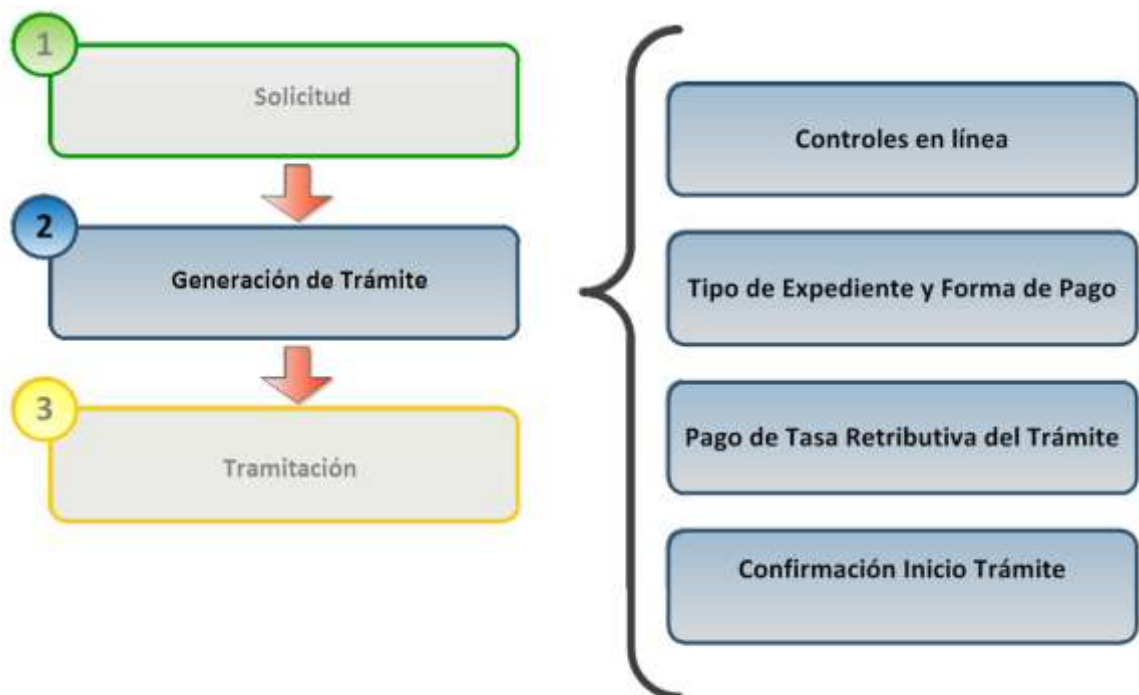 1
Solicitud
2
Generación de Trámite
3
Tramitación
Controles en línea
Tipo de Expediente y Forma de Pago
Pago de Tasa Retributiva del Trámite
Confirmación Inicio Trámite